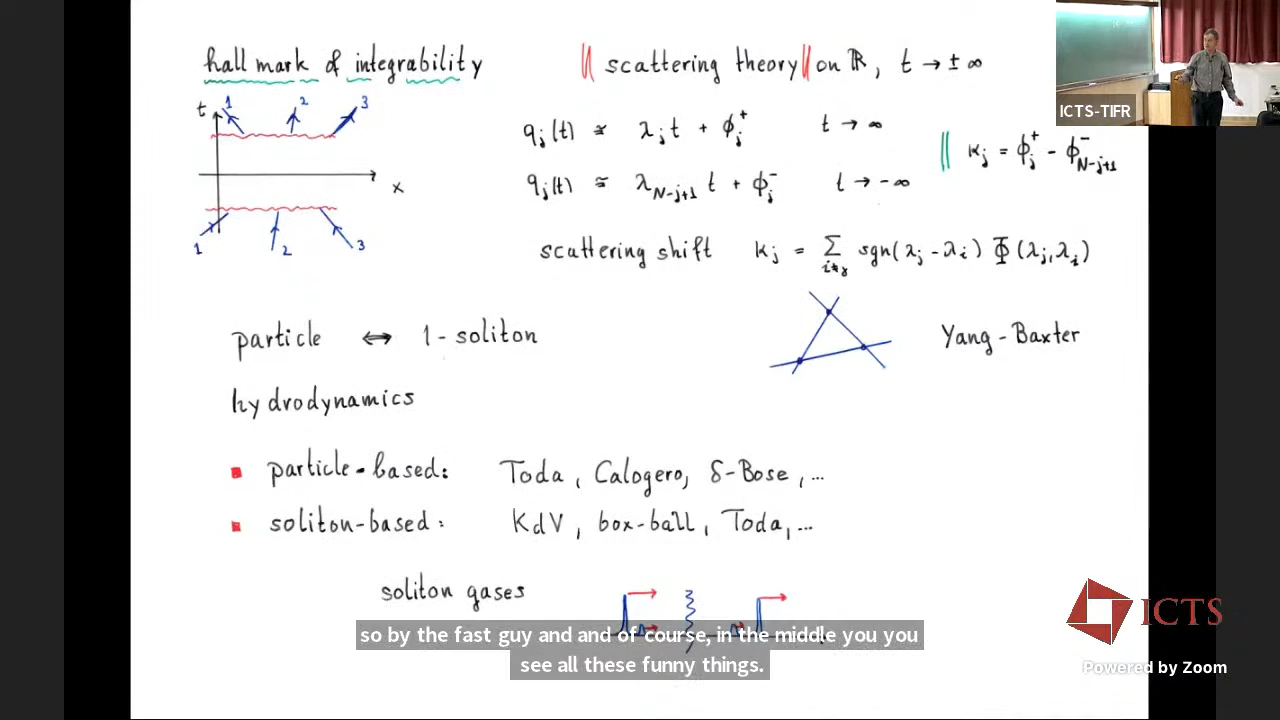 hallmark of integrability
|| scattering theory || on ℝ, t → ± ∞
t
1 2 3
x
1 2 3
q_j(t) ≅ λ_j t + ϕ_j^+ t → ∞
|| κ_j = ϕ_j^+ - ϕ_{N-j+1}^-
q_j(t) ≅ λ_{N-j+1} t + ϕ_j^- t → -∞
scattering shift κ_j = Σ_{i≠j} sgn(λ_j - λ_i) Φ(λ_j, λ_i)
particle ⇔ 1-soliton
Yang-Baxter
hydrodynamics
▪ particle-based: Toda, Calogero, δ-Bose, ...
▪ soliton-based: KdV, box-ball, Toda, ...
soliton gases
so by the fast guy and and of course, in the middle you you
see all these funny things.
ICTS-TIFR
ICTS
Powered by Zoom